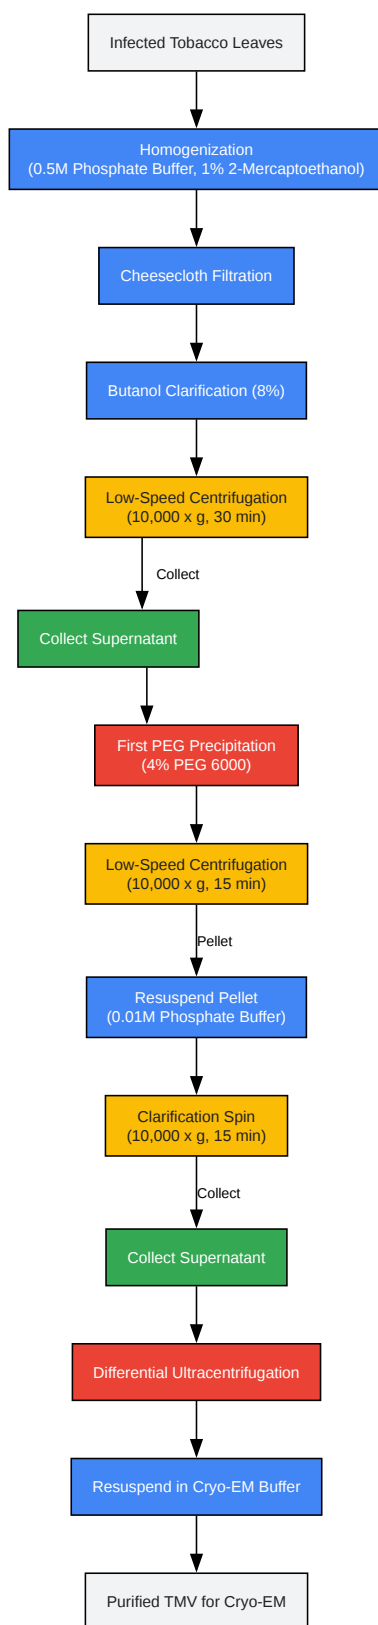 Infected Tobacco Leaves
Homogenization
(0.5M Phosphate Buffer, 1% 2-Mercaptoethanol)
Cheesecloth Filtration
Butanol Clarification (8%)
Low-Speed Centrifugation
(10,000 x g, 30 min)
Collect
Collect Supernatant
First PEG Precipitation
(4% PEG 6000)
Low-Speed Centrifugation
(10,000 x g, 15 min)
Pellet
Resuspend Pellet
(0.01M Phosphate Buffer)
Clarification Spin
(10,000 x g, 15 min)
Collect
Collect Supernatant
Differential Ultracentrifugation
Resuspend in Cryo-EM Buffer
Purified TMV for Cryo-EM